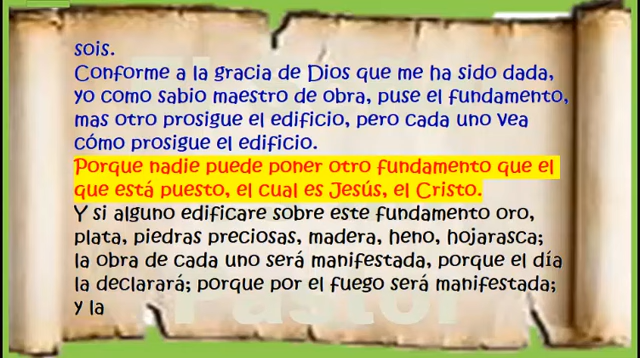 sois.
Conforme a la gracia de Dios que me ha sido dada,
yo como sabio maestro de obra, puse el fundamento,
mas otro prosigue el edificio, pero cada uno vea
cómo prosigue el edificio.
Porque nadie puede poner otro fundamento que el
que está puesto, el cual es Jesús, el Cristo.
Y si alguno edificare sobre este fundamento oro,
plata, piedras preciosas, madera, heno, hojarasca;
la obra de cada uno será manifestada, porque el día
la declarará; porque por el fuego será manifestada;
y la
Pastor